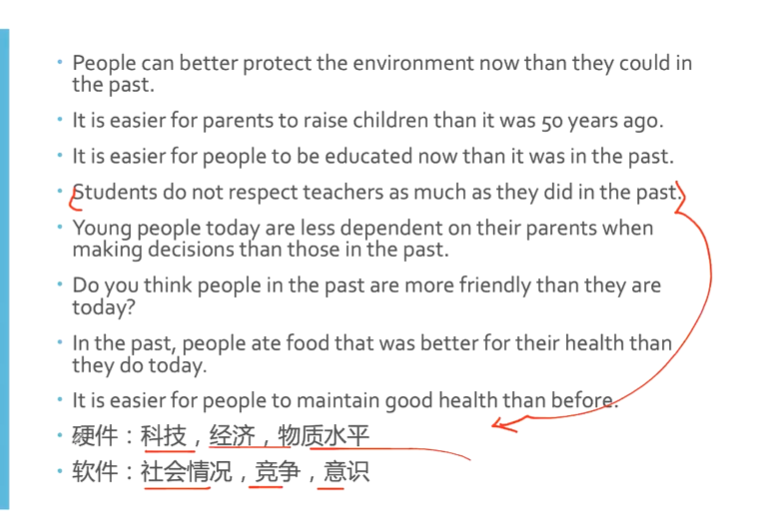 • People can better protect the environment now than they could in
the past.
• It is easier for parents to raise children than it was 50 years ago.
• It is easier for people to be educated now than it was in the past.
• Students do not respect teachers as much as they did in the past.
• Young people today are less dependent on their parents when
making decisions than those in the past.
• Do you think people in the past are more friendly than they are
today?
• In the past, people ate food that was better for their health than
they do today.
• It is easier for people to maintain good health than before.
• 硬件：科技，经济，物质水平
• 软件：社会情况，竞争，意识